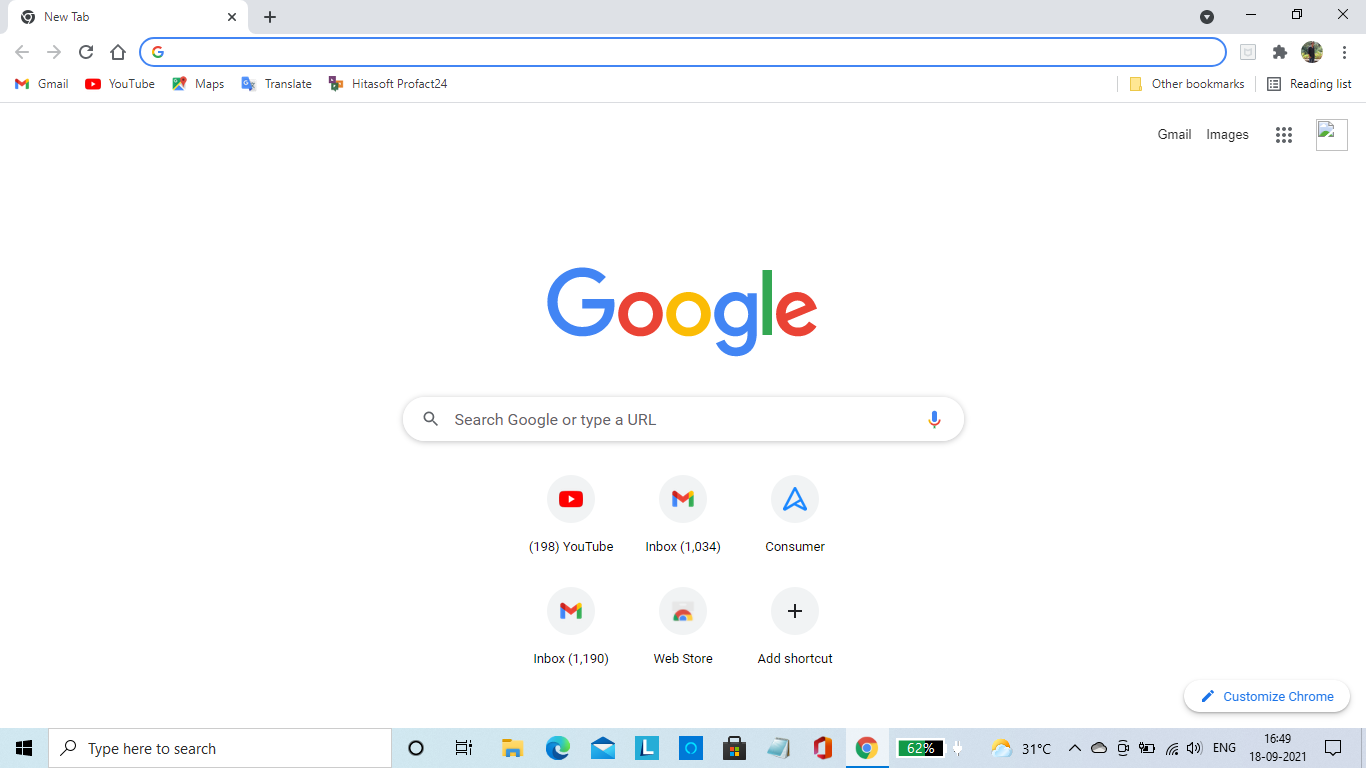 New Tab
Gmail YouTube Maps Translate Hitasoft Profact24 Other bookmarks Reading list
Gmail Images
Google
Search Google or type a URL
(198) YouTube Inbox (1,034) Consumer
Inbox (1,190) Web Store Add shortcut
Customize Chrome
Type here to search L 62% 31°C ENG 16:49
18-09-2021